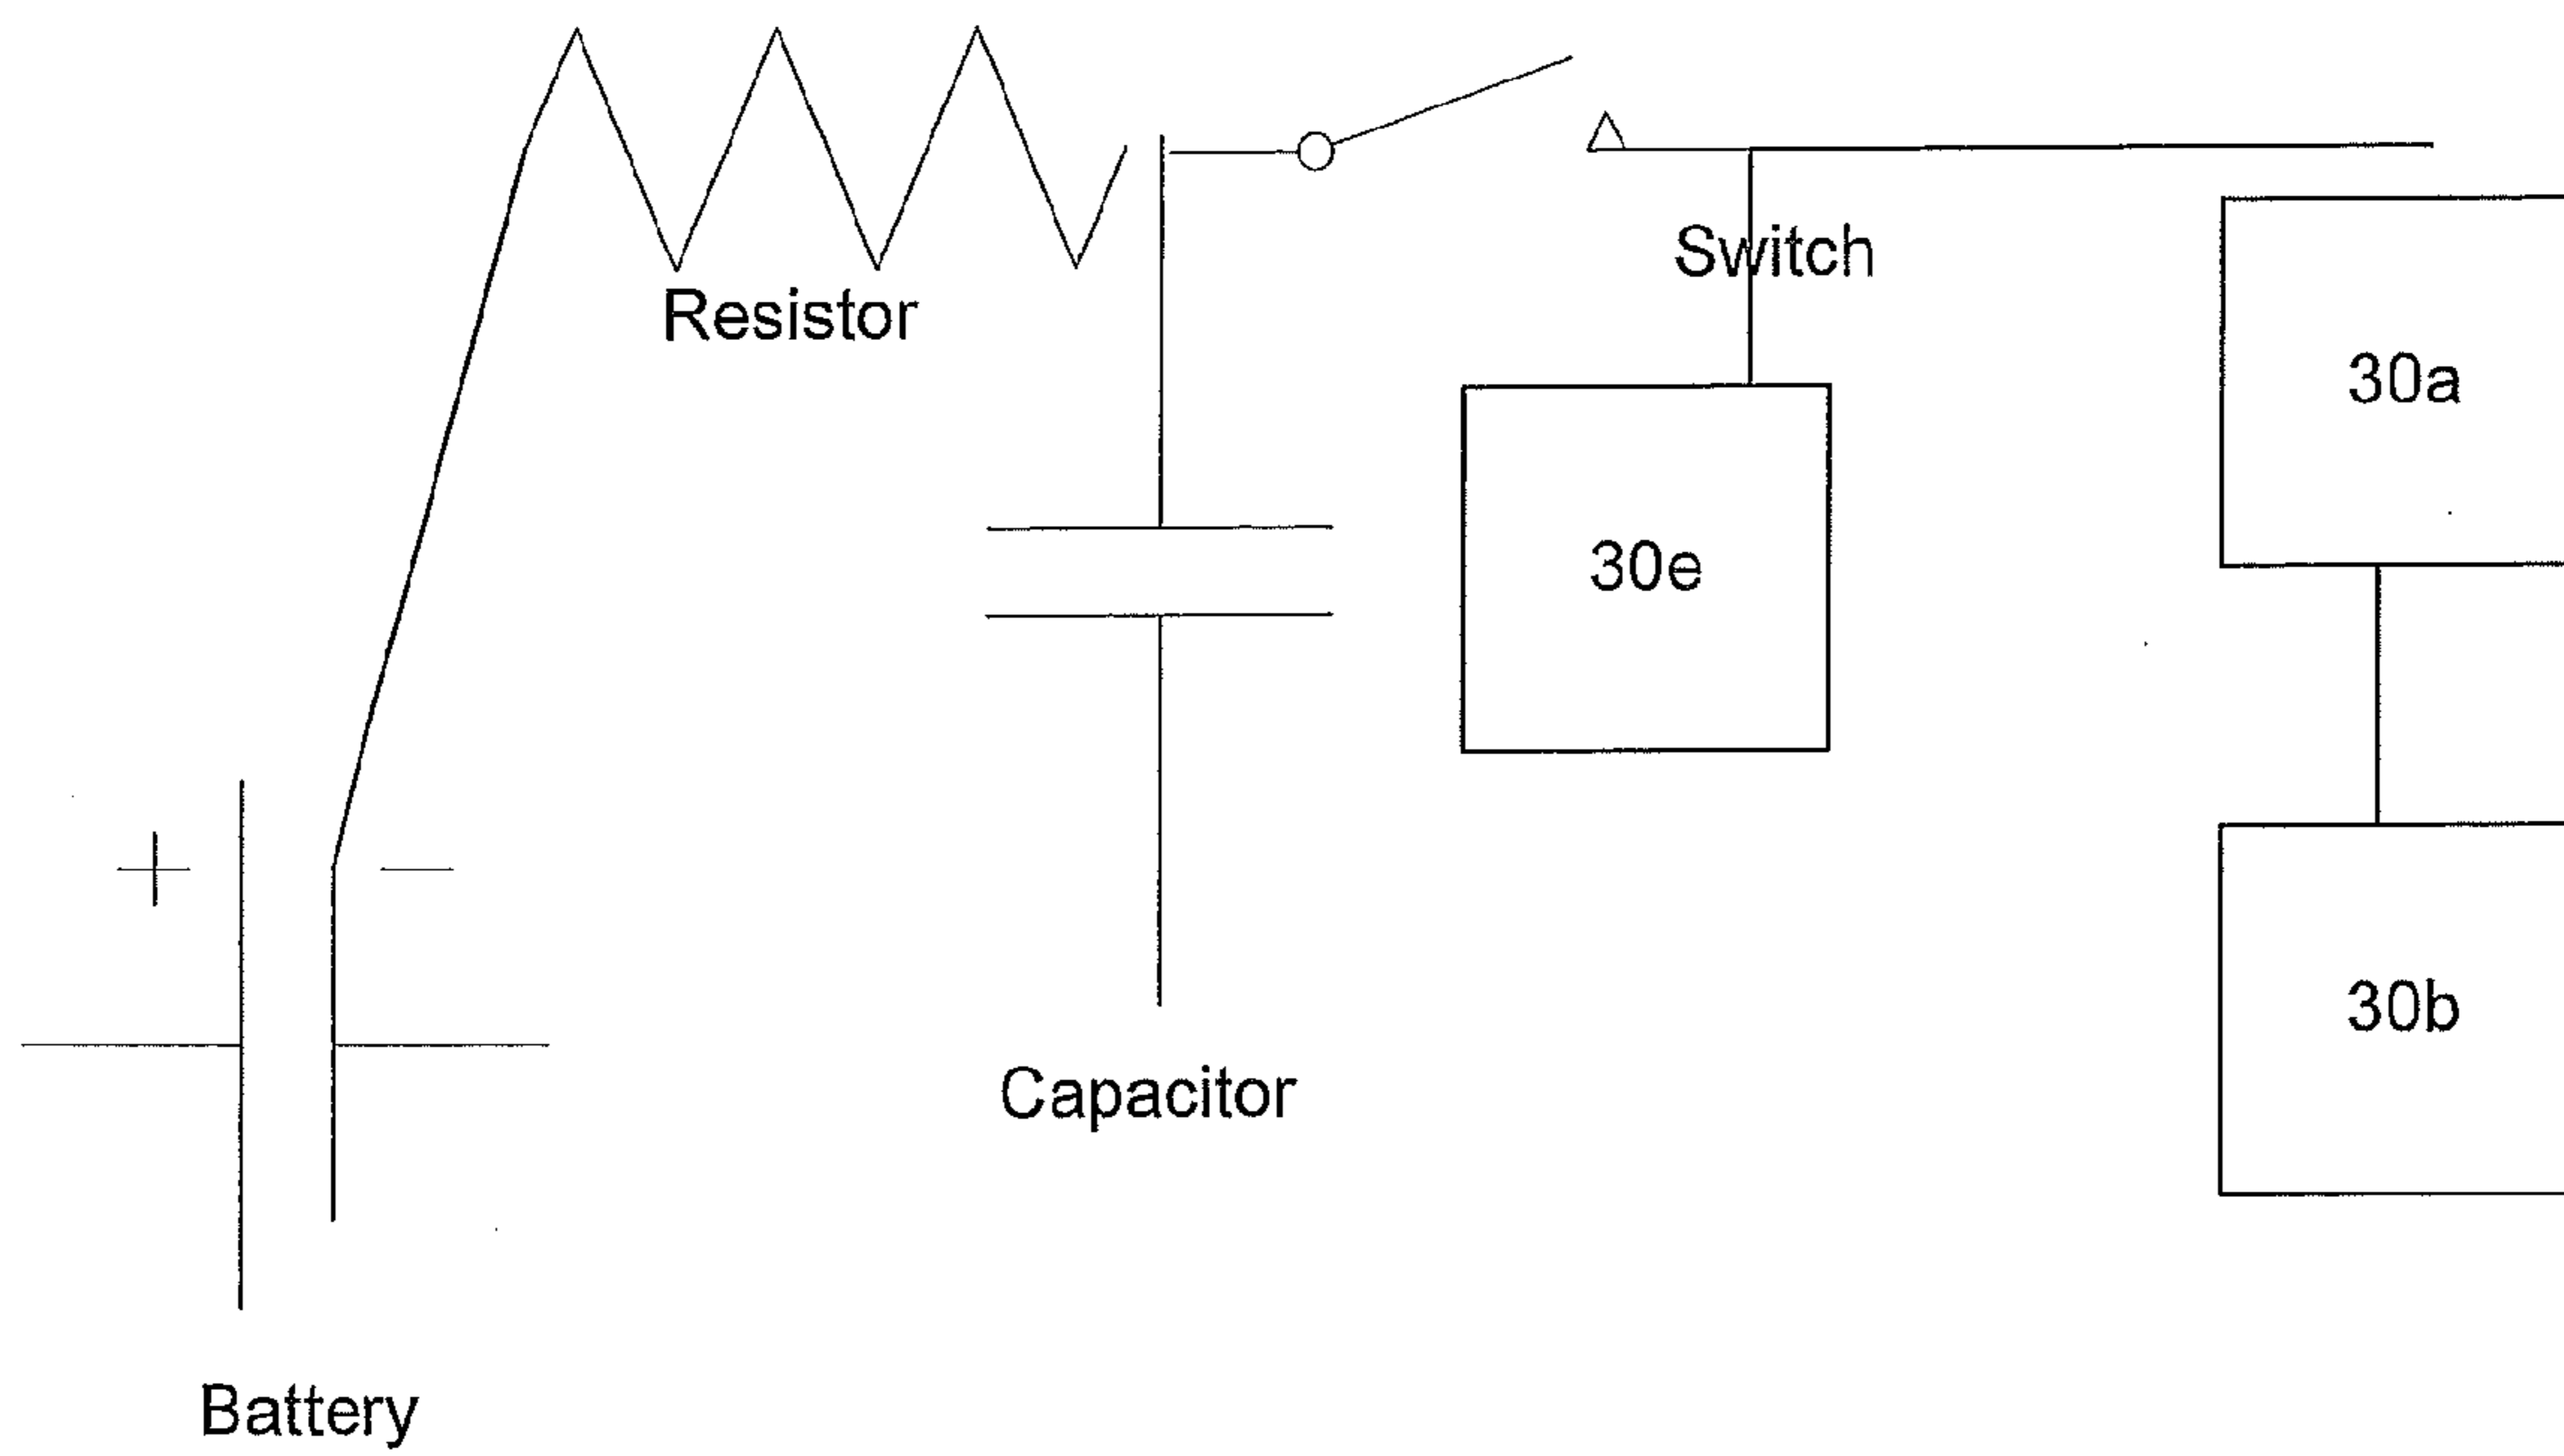 Switch
Resistor
30a
30e
+ −
30b
Capacitor
Battery